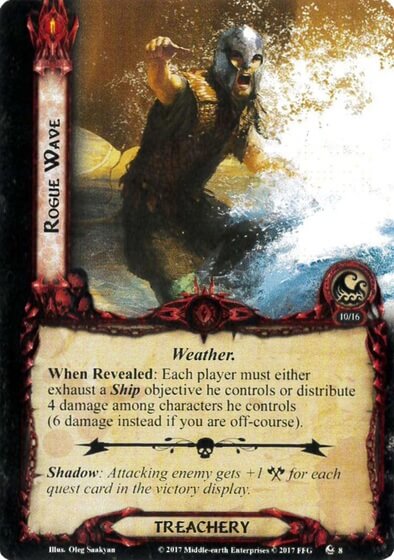 ROGUE WAVE
10/16
Weather.
When Revealed: Each player must either
exhaust a Ship objective he controls or distribute
4 damage among characters he controls
(6 damage instead if you are off-course).
Shadow: Attacking enemy gets +1 for each
quest card in the victory display.
TREACHERY
Illus. Oleg Saakyan © 2017 Middle-earth Enterprises © 2017 FFG 8